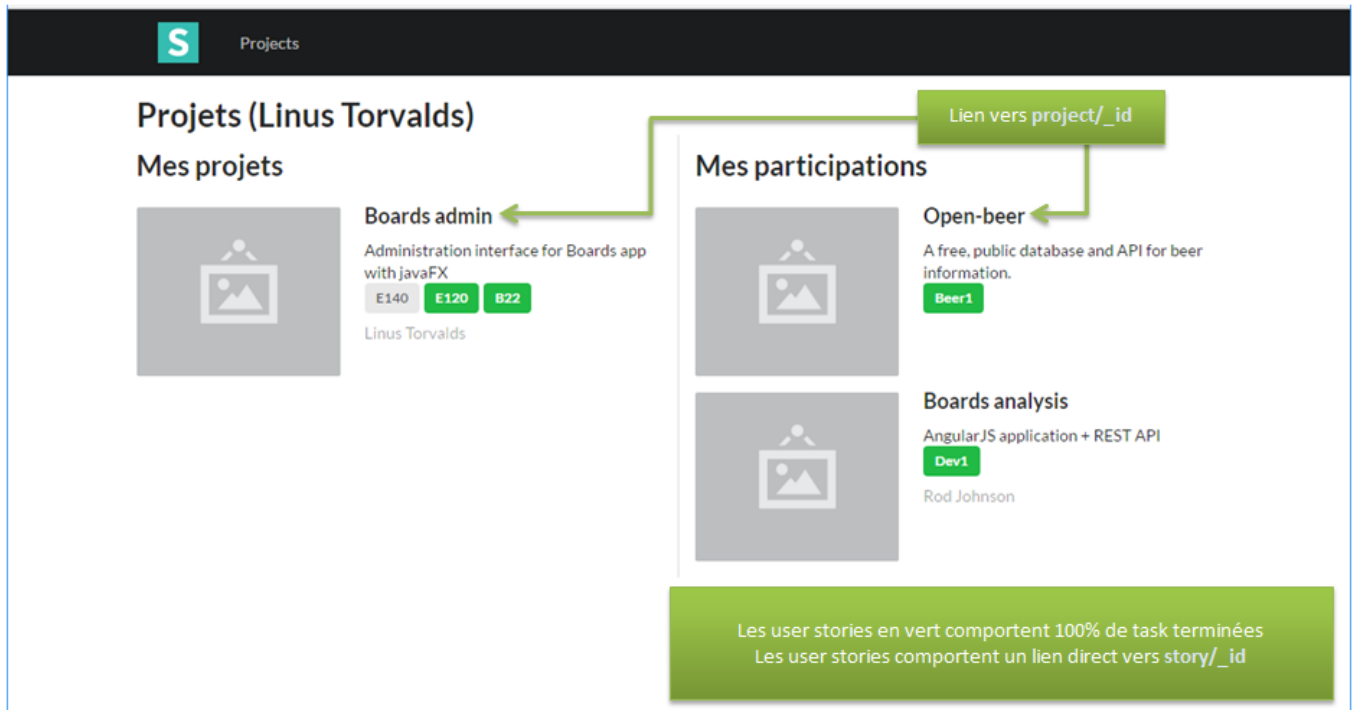 S
Projects
Projets (Linus Torvalds)
Lien vers project/_id
Mes projets
Boards admin
Administration interface for Boards app
with javaFX
E140 E120 B22
Linus Torvalds
Mes participations
Open-beer
A free, public database and API for beer
information.
Beer1
Boards analysis
AngularJS application + REST API
Dev1
Rod Johnson
Les user stories en vert comportent 100% de task terminées
Les user stories comportent un lien direct vers story/_id